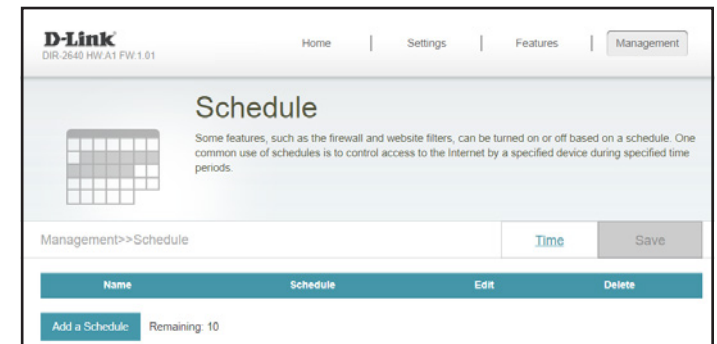 D-Link
DIR-2640 HW:A1 FW:1.01
Home | Settings | Features | Management
Schedule
Some features, such as the firewall and website filters, can be turned on or off based on a schedule. One
common use of schedules is to control access to the Internet by a specified device during specified time
periods.
Management>>Schedule
Time
Save
Name Schedule Edit Delete
Add a Schedule Remaining: 10